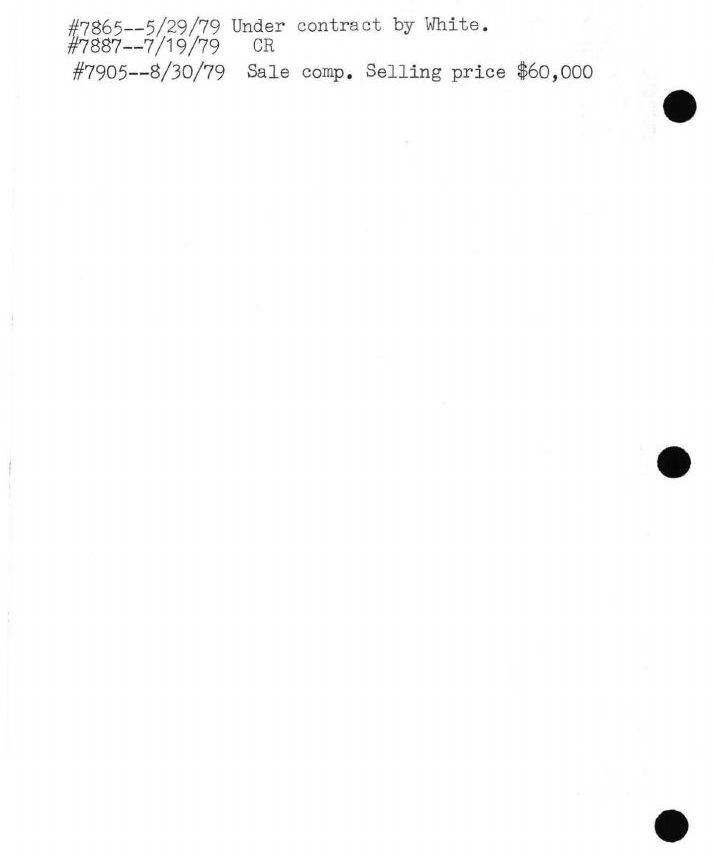 #7865--5/29/79 Under contract by White.
#7887--7/19/79 CR
#7905--8/30/79 Sale comp. Selling price $60,000